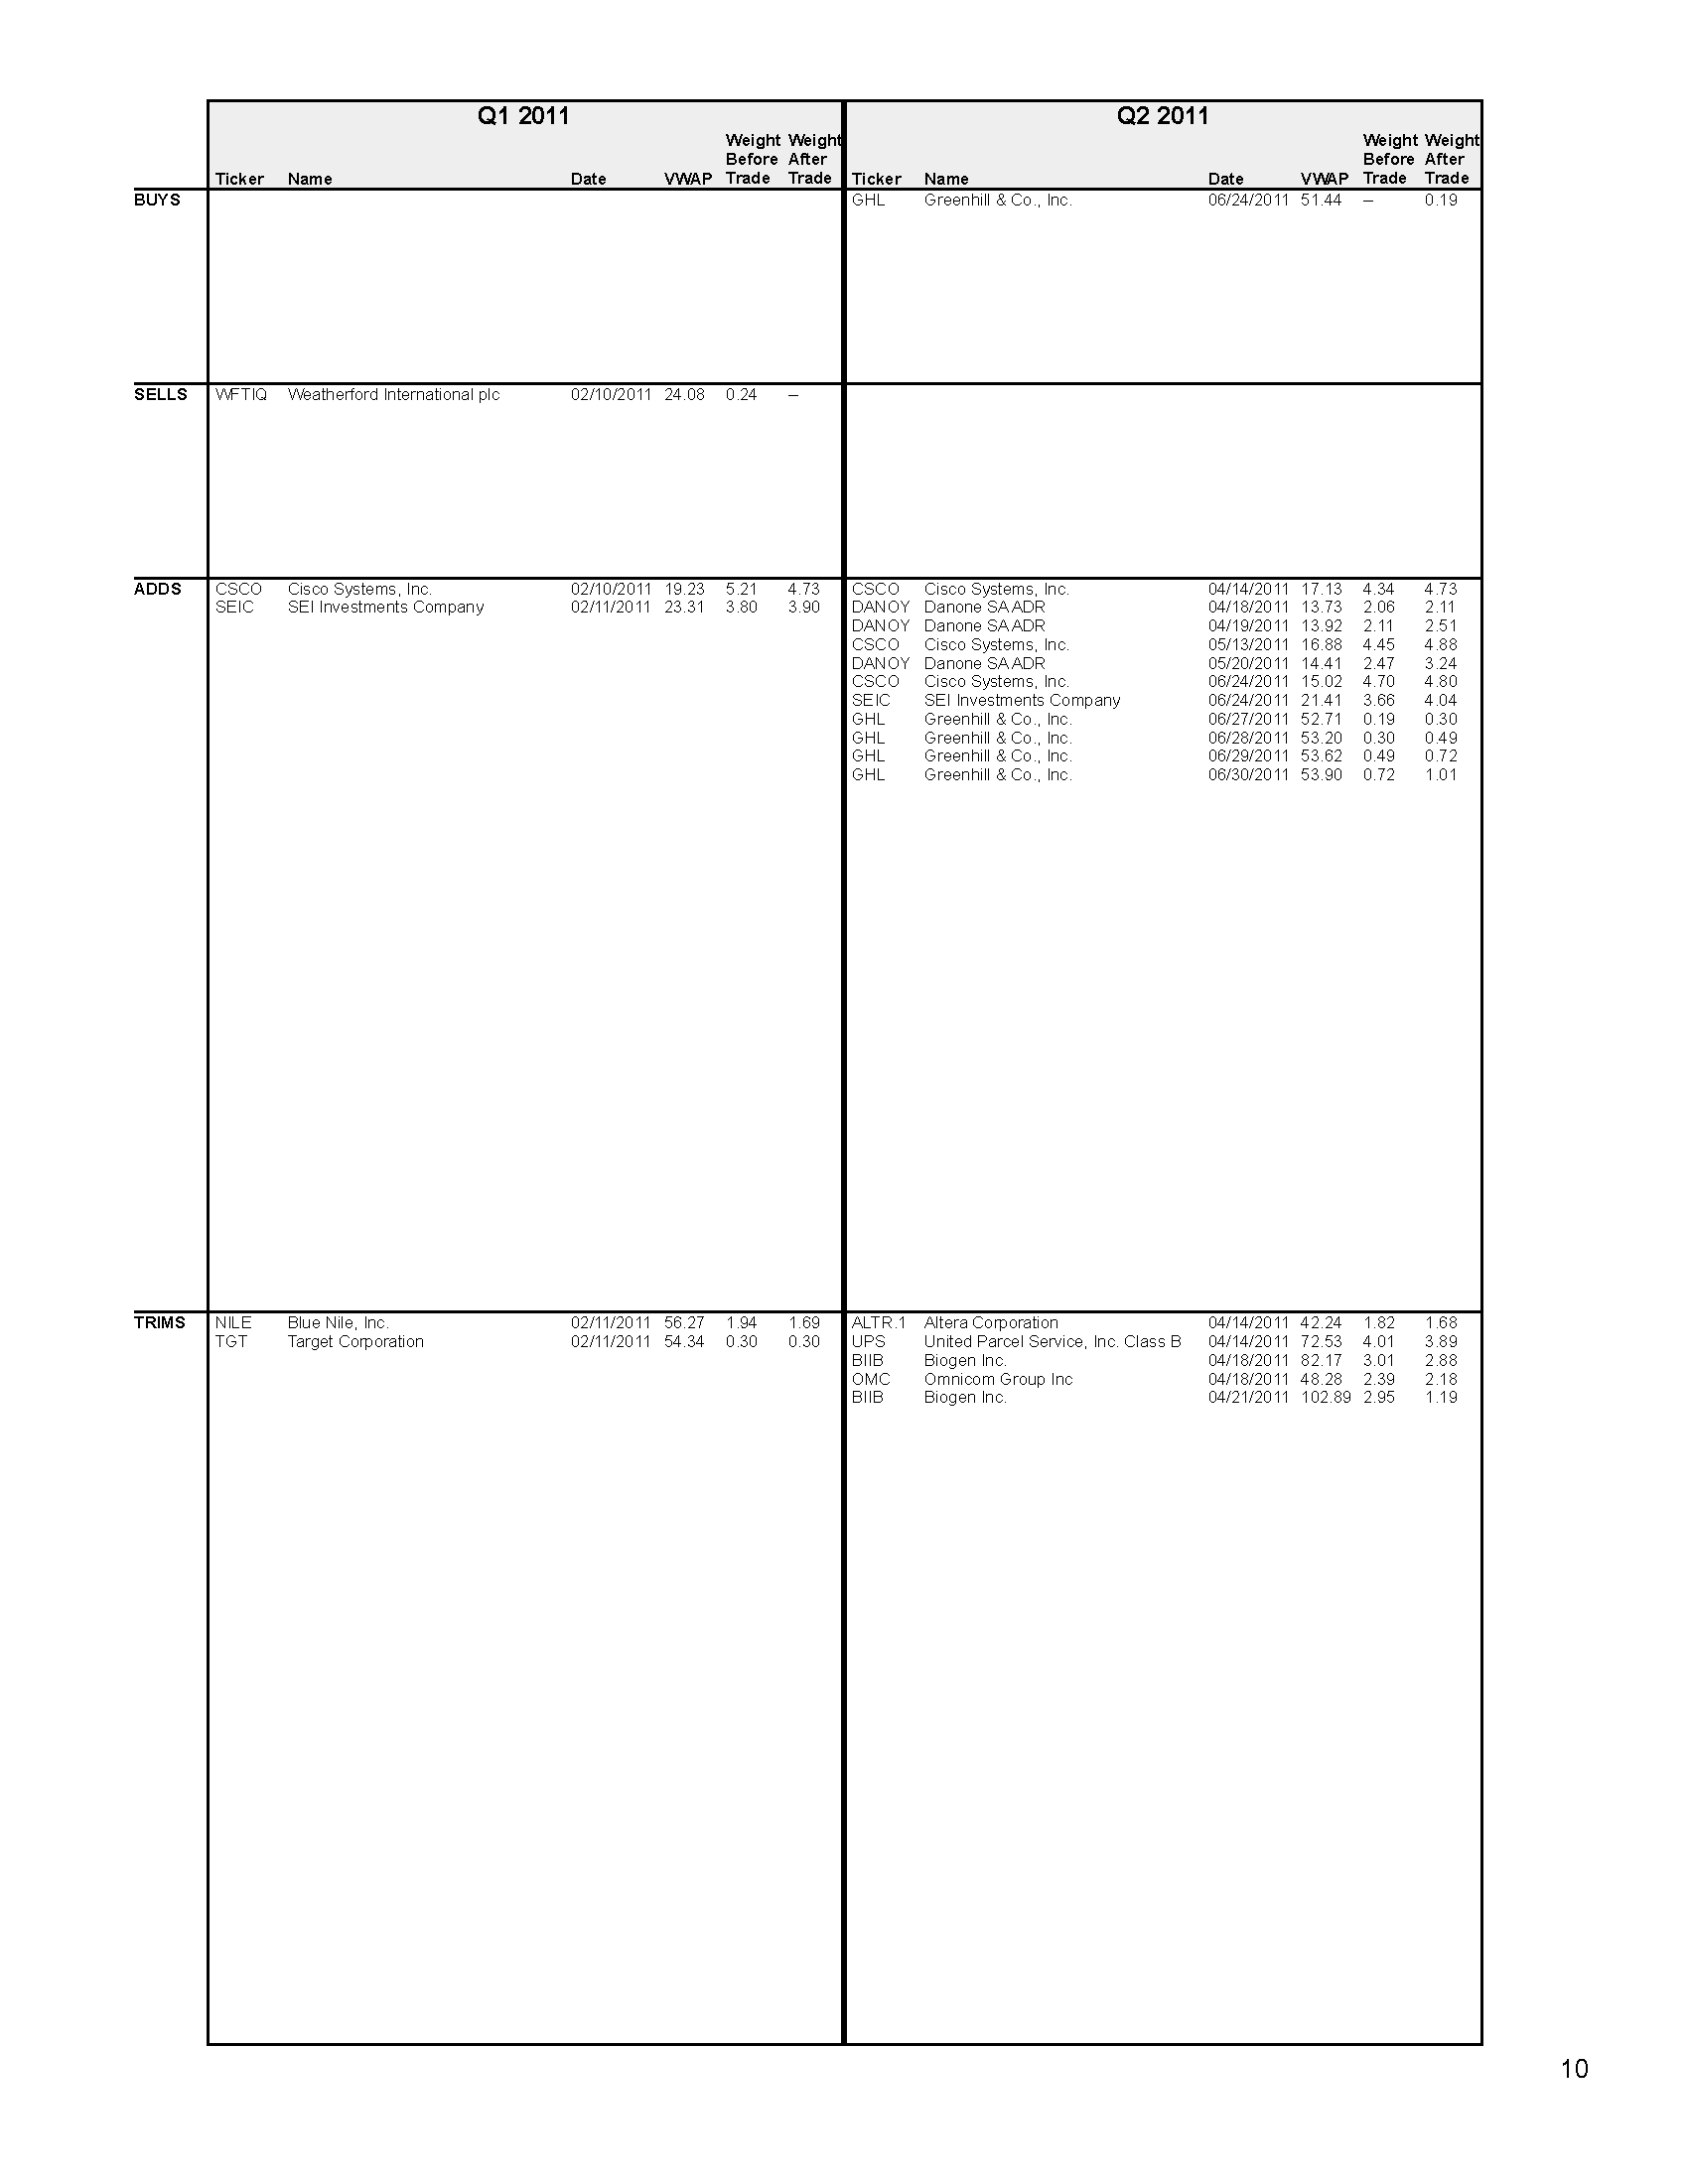 Q1 2011
Ticker Name Date VWAP Weight Before Trade Weight After Trade
BUYS
SELLS WFTIQ Weatherford International plc 02/10/2011 24.08 0.24 –
ADDS CSCO Cisco Systems, Inc. 02/10/2011 19.23 5.21 4.73
SEIC SEI Investments Company 02/11/2011 23.31 3.80 3.90
TRIMS NILE Blue Nile, Inc. 02/11/2011 56.27 1.94 1.69
TGT Target Corporation 02/11/2011 54.34 0.30 0.30
Q2 2011
Ticker Name Date VWAP Weight Before Trade Weight After Trade
GHL Greenhill & Co., Inc. 06/24/2011 51.44 – 0.19
CSCO Cisco Systems, Inc. 04/14/2011 17.13 4.34 4.73
DANOY Danone SA ADR 04/18/2011 13.73 2.06 2.11
DANOY Danone SA ADR 04/19/2011 13.92 2.11 2.51
CSCO Cisco Systems, Inc. 05/13/2011 16.88 4.45 4.88
DANOY Danone SA ADR 05/20/2011 14.41 2.47 3.24
CSCO Cisco Systems, Inc. 06/24/2011 15.02 4.70 4.80
SEIC SEI Investments Company 06/24/2011 21.41 3.66 4.04
GHL Greenhill & Co., Inc. 06/27/2011 52.71 0.19 0.30
GHL Greenhill & Co., Inc. 06/28/2011 53.20 0.30 0.49
GHL Greenhill & Co., Inc. 06/29/2011 53.62 0.49 0.72
GHL Greenhill & Co., Inc. 06/30/2011 53.90 0.72 1.01
ALTR.1 Altera Corporation 04/14/2011 42.24 1.82 1.68
UPS United Parcel Service, Inc. Class B 04/14/2011 72.53 4.01 3.89
BIIB Biogen Inc. 04/18/2011 82.17 3.01 2.88
OMC Omnicom Group Inc 04/18/2011 48.28 2.39 2.18
BIIB Biogen Inc. 04/21/2011 102.89 2.95 1.19
10